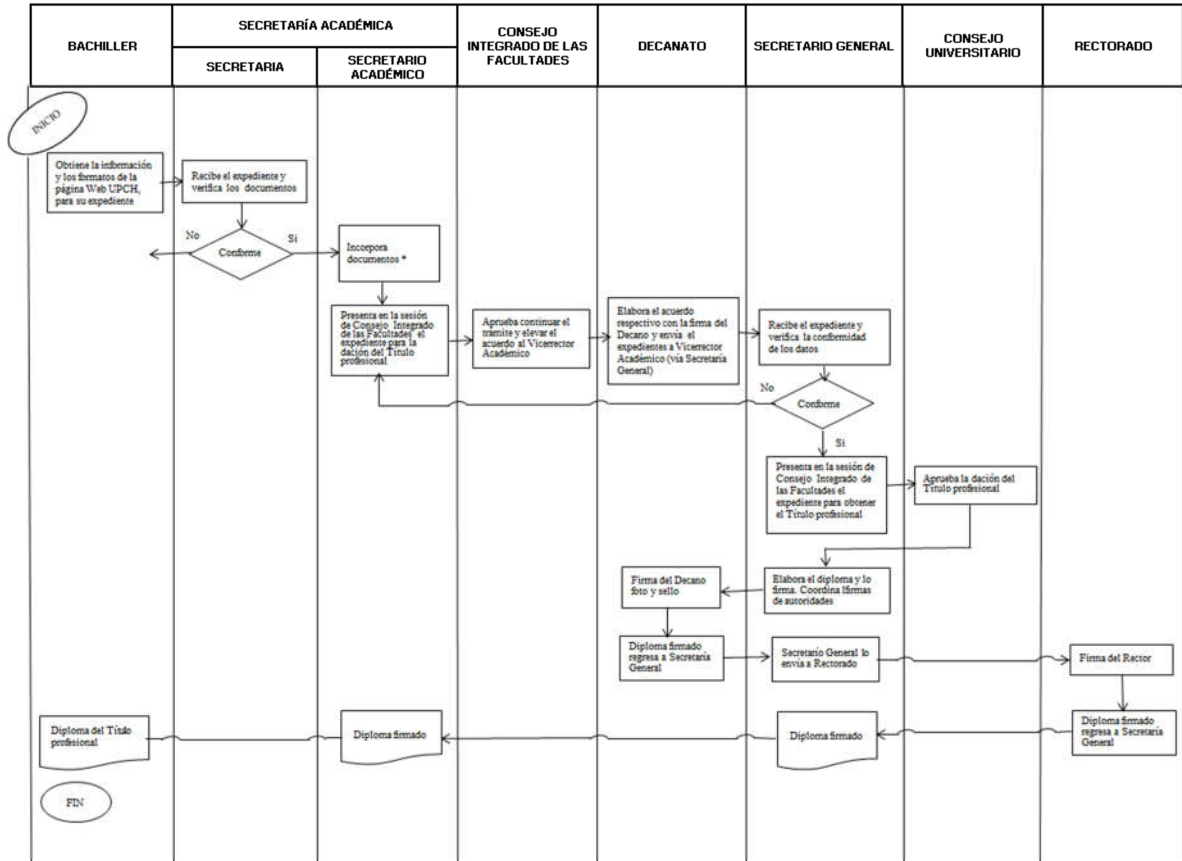 BACHILLER
SECRETARÍA ACADÉMICA
SECRETARIA
SECRETARIO
ACADÉMICO
CONSEJO
INTEGRADO DE LAS
FACULTADES
DECANATO
SECRETARIO GENERAL
CONSEJO
UNIVERSITARIO
RECTORADO
INICIO
Obtiene la información
y los formatos de la
página Web UPCH,
para su expediente
Recibe el expediente y
verifica los documentos
No
Conforme
Si
Incorpora
documentos *
Presenta en la sesión
de Consejo Integrado
de las Facultades el
expediente para la
dación del Título
profesional
Aprueba continuar el
trámite y elevar el
acuerdo al Vicerrector
Académico
Elabora el acuerdo
respectivo con la firma del
Decano y envía el
expedientes a Vicerrector
Académico (vía Secretaría
General)
Recibe el expediente y
verifica la conformidad
de los datos
No
Conforme
Si
Presenta en la sesión de
Consejo Integrado de
las Facultades el
expediente para obtener
el Título profesional
Aprueba la dación del
Título profesional
Firma del Decano
foto y sello
Elabora el diploma y lo
firma. Coordina lfirmas
de autoridades
Diploma firmado
regresa a Secretaría
General
Secretario General lo
envía a Rectorado
Firma del Rector
Diploma del Título
profesional
Diploma firmado
Diploma firmado
Diploma firmado
regresa a Secretaría
General
FIN